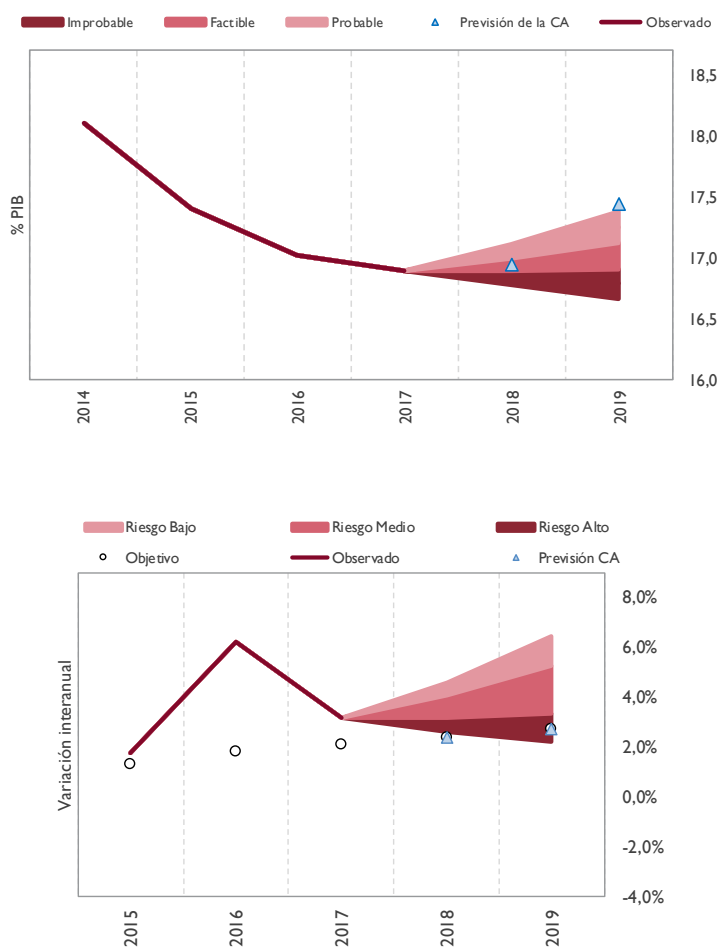 Improbable Factible Probable Previsión de la CA Observado
18,5
18,0
17,5
17,0
16,5
16,0
% PIB
2014 2015 2016 2017 2018 2019
Riesgo Bajo Riesgo Medio Riesgo Alto
Objetivo Observado Previsión CA
8,0%
6,0%
4,0%
2,0%
0,0%
-2,0%
-4,0%
Variación interanual
2015 2016 2017 2018 2019